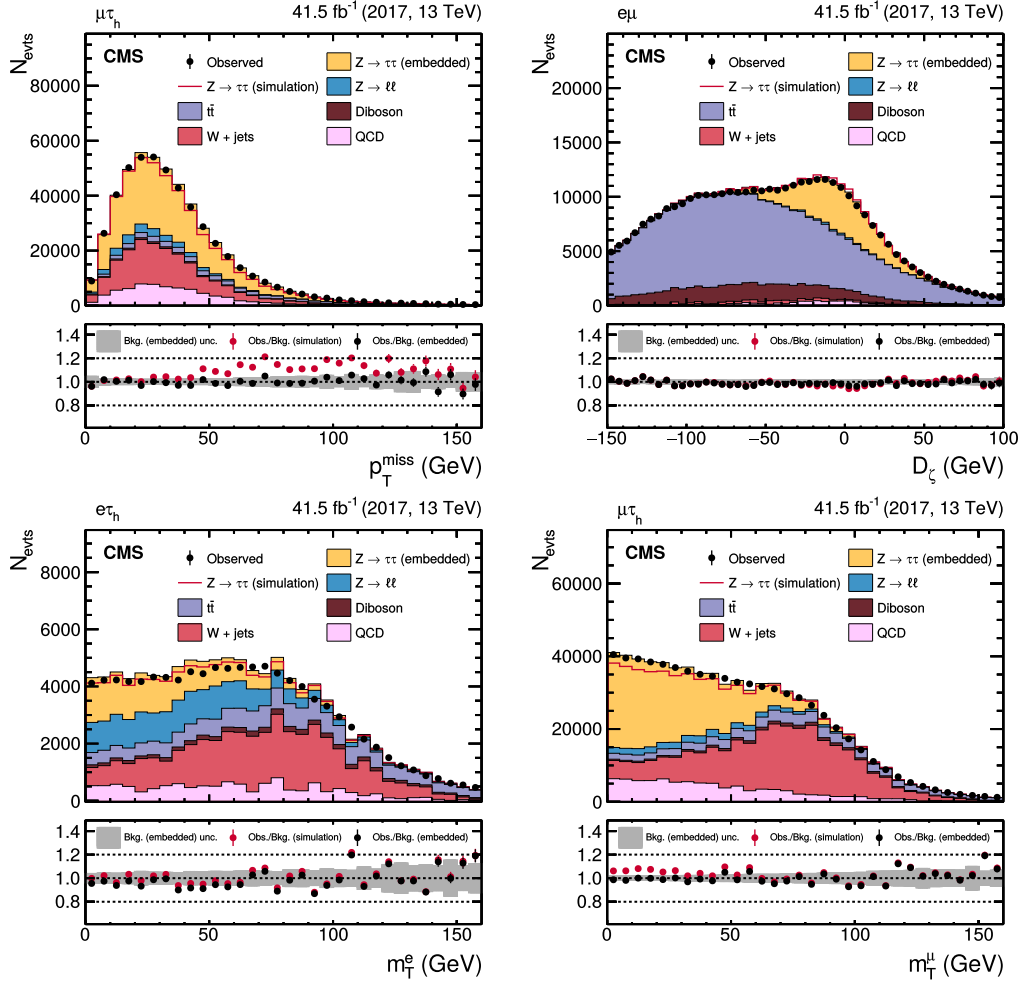 μτh 41.5 fb⁻¹ (2017, 13 TeV)
Nevts
CMS
Observed
Z → ττ (embedded)
Z → ττ (simulation)
Z → ℓℓ
tt̄
Diboson
W + jets
QCD
80000
60000
40000
20000
0
1.4
1.2
1.0
0.8
Bkg. (embedded) unc.
Obs./Bkg. (simulation)
Obs./Bkg. (embedded)
0 50 100 150
pTmiss (GeV)
eμ 41.5 fb⁻¹ (2017, 13 TeV)
Nevts
CMS
Observed
Z → ττ (embedded)
Z → ττ (simulation)
Z → ℓℓ
tt̄
Diboson
W + jets
QCD
20000
15000
10000
5000
0
1.4
1.2
1.0
0.8
Bkg. (embedded) unc.
Obs./Bkg. (simulation)
Obs./Bkg. (embedded)
−150 −100 −50 0 50 100
Dζ (GeV)
eτh 41.5 fb⁻¹ (2017, 13 TeV)
Nevts
CMS
Observed
Z → ττ (embedded)
Z → ττ (simulation)
Z → ℓℓ
tt̄
Diboson
W + jets
QCD
8000
6000
4000
2000
0
1.4
1.2
1.0
0.8
Bkg. (embedded) unc.
Obs./Bkg. (simulation)
Obs./Bkg. (embedded)
0 50 100 150
mTe (GeV)
μτh 41.5 fb⁻¹ (2017, 13 TeV)
Nevts
CMS
Observed
Z → ττ (embedded)
Z → ττ (simulation)
Z → ℓℓ
tt̄
Diboson
W + jets
QCD
60000
40000
20000
0
1.4
1.2
1.0
0.8
Bkg. (embedded) unc.
Obs./Bkg. (simulation)
Obs./Bkg. (embedded)
0 50 100 150
mTμ (GeV)